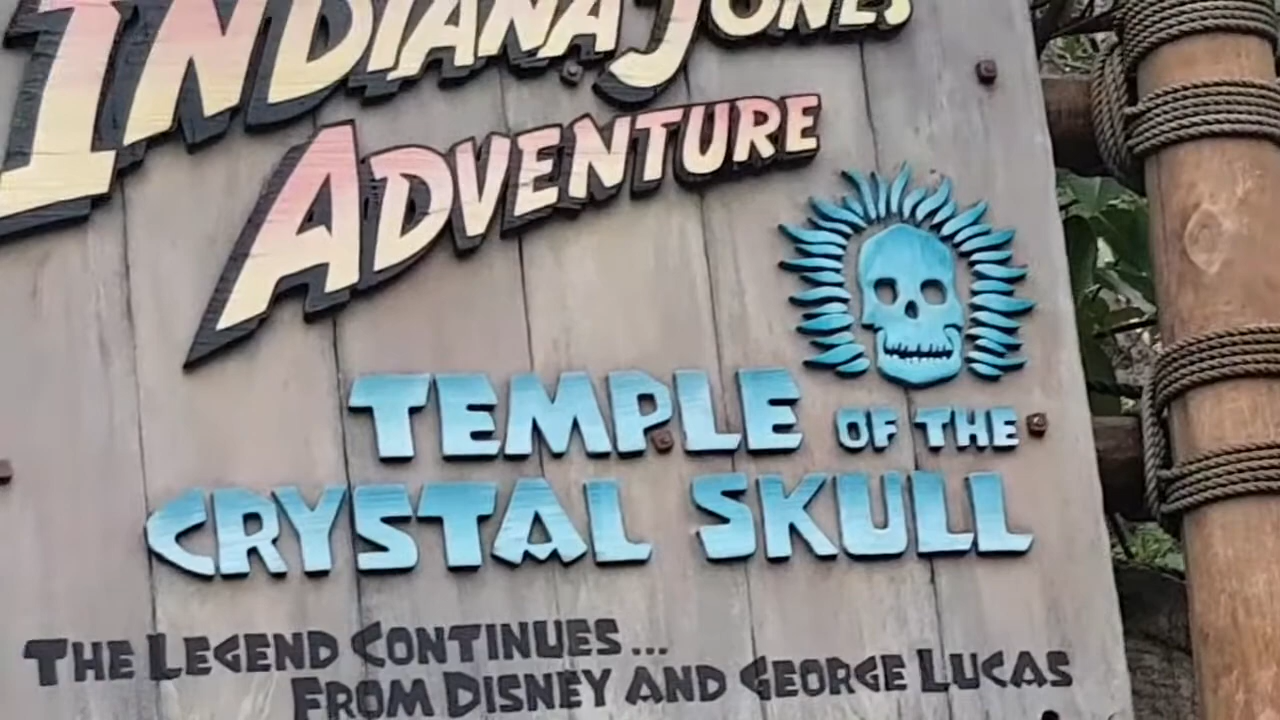 INDIANA JONES
ADVENTURE
TEMPLE OF THE
CRYSTAL SKULL
THE LEGEND CONTINUES...
FROM DISNEY AND GEORGE LUCAS